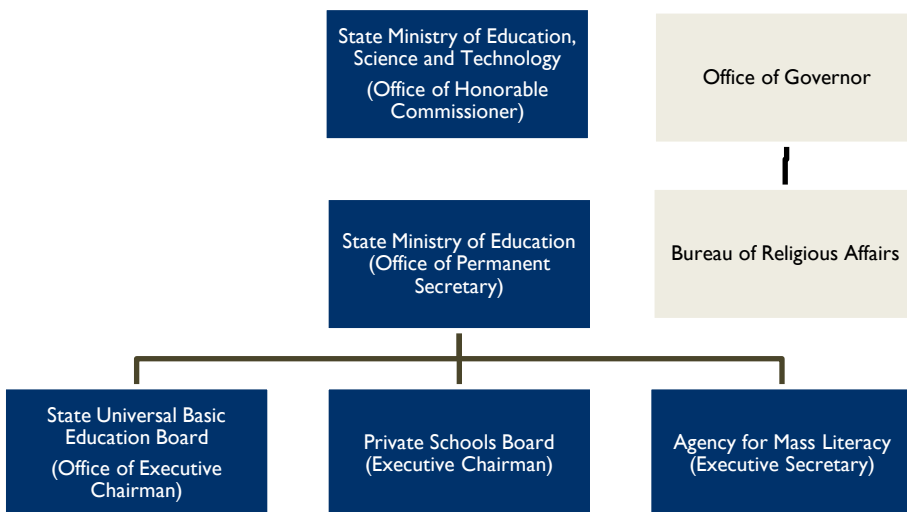 State Ministry of Education,
Science and Technology
(Office of Honorable
Commissioner)
Office of Governor
State Ministry of Education
(Office of Permanent
Secretary)
Bureau of Religious Affairs
State Universal Basic
Education Board
(Office of Executive
Chairman)
Private Schools Board
(Executive Chairman)
Agency for Mass Literacy
(Executive Secretary)